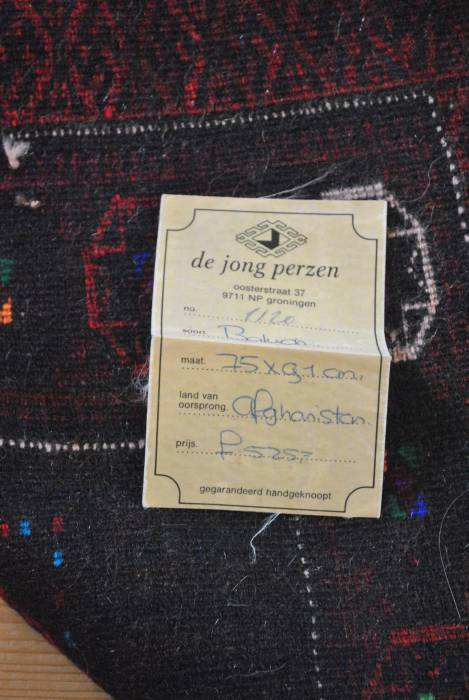 de jong perzen
oosterstraat 37
9711 NP groningen
no. 1120
soort. Baluch
maat. 75 x 91 cm.
land van
oorsprong. Afghanistan.
prijs. f 525,-
gegarandeerd handgeknoopt